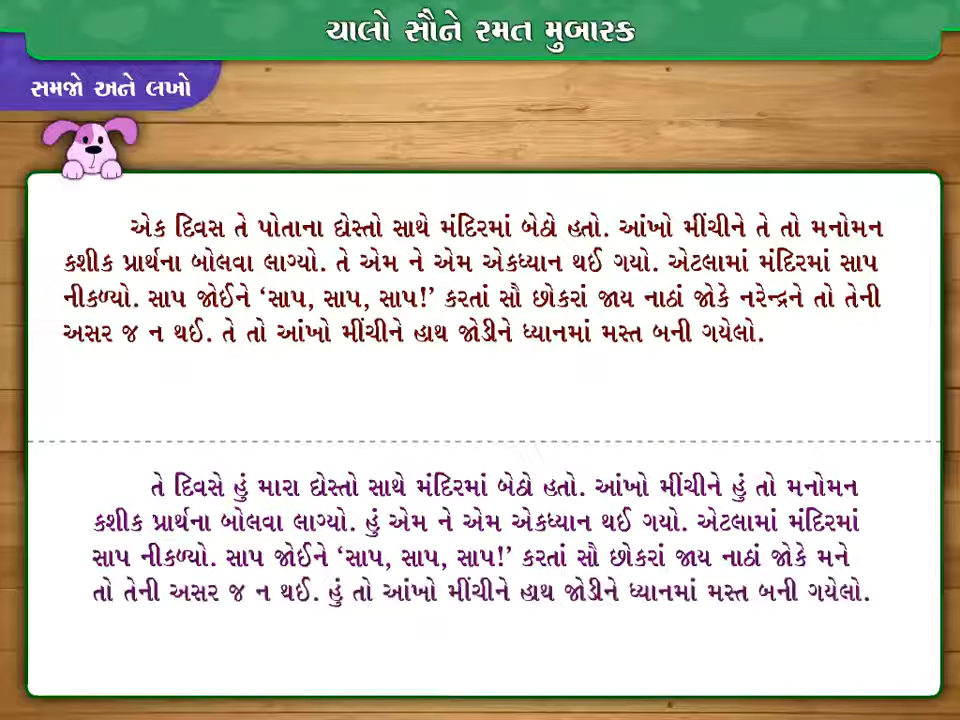 ચાલો સૌને રમત મુબારક
સમજો અને લખો
એક દિવસ તે પોતાના દોસ્તો સાથે મંદિરમાં બેઠો હતો. આંખો મીંચીને તે તો મનોમન
કશીક પ્રાર્થના બોલવા લાગ્યો. તે એમ ને એમ એકધ્યાન થઈ ગયો. એટલામાં મંદિરમાં સાપ
નીકળ્યો. સાપ જોઈને ‘સાપ, સાપ, સાપ!’ કરતાં સૌ છોકરાં જાય નાઠાં જોકે નરેન્દ્રને તો તેની
અસર જ ન થઈ. તે તો આંખો મીંચીને હાથ જોડીને ધ્યાનમાં મસ્ત બની ગયેલો.
તે દિવસે હું મારા દોસ્તો સાથે મંદિરમાં બેઠો હતો. આંખો મીંચીને હું તો મનોમન
કશીક પ્રાર્થના બોલવા લાગ્યો. હું એમ ને એમ એકધ્યાન થઈ ગયો. એટલામાં મંદિરમાં
સાપ નીકળ્યો. સાપ જોઈને ‘સાપ, સાપ, સાપ!’ કરતાં સૌ છોકરાં જાય નાઠાં જોકે મને
તો તેની અસર જ ન થઈ. હું તો આંખો મીંચીને હાથ જોડીને ધ્યાનમાં મસ્ત બની ગયેલો.